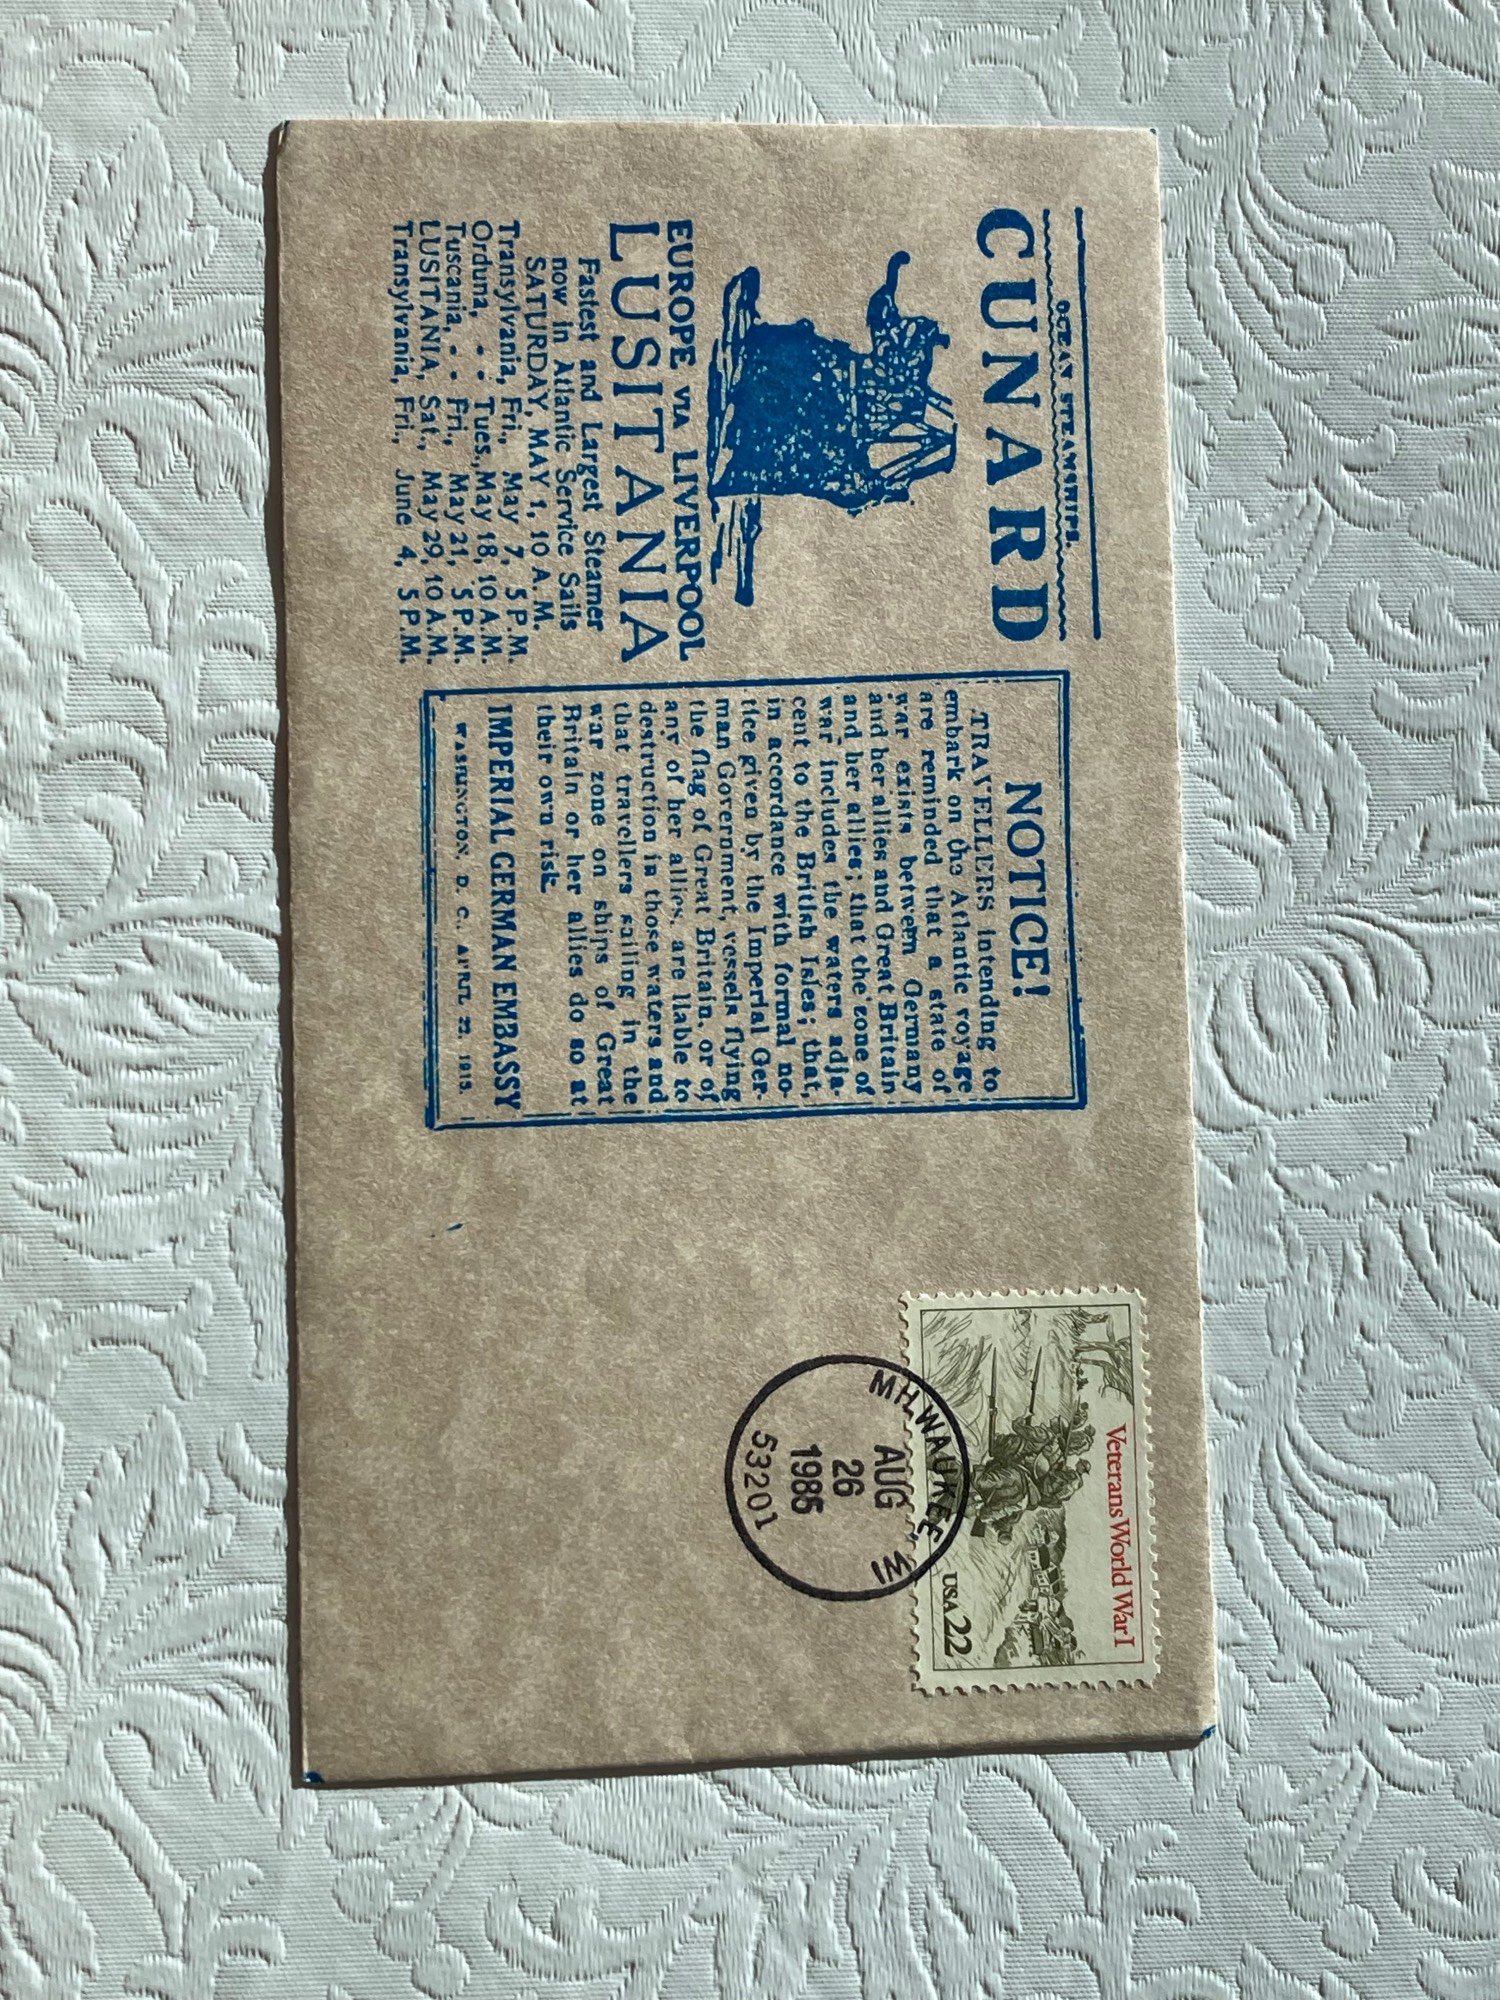 OCEAN STEAMSHIPS.
CUNARD
EUROPE VIA LIVERPOOL
LUSITANIA
Fastest and Largest Steamer
now in Atlantic Service Sails
SATURDAY, MAY 1, 10 A.M.
Transylvania, Fri., May 7, 5 P.M.
Orduna, - - Tues., May 18, 10 A.M.
Tuscania, - - Fri., May 21, 5 P.M.
LUSITANIA, Sat., May 29, 10 A.M.
Transylvania, Fri., June 4, 5 P.M.
NOTICE!
TRAVELLERS intending to
embark on the Atlantic voyage
are reminded that a state of
war exists between Germany
and her allies and Great Britain
and her allies; that the zone of
war includes the waters adja-
cent to the British Isles; that,
in accordance with formal no-
tice given by the Imperial Ger-
man Government, vessels flying
the flag of Great Britain, or of
any of her allies, are liable to
destruction in those waters and
that travellers sailing in the
war zone on ships of Great
Britain or her allies do so at
their own risk.
IMPERIAL GERMAN EMBASSY
WASHINGTON, D. C., APRIL 22, 1915.
Veterans World War I
USA 22
MILWAUKEE WI
AUG
26
1985
53201